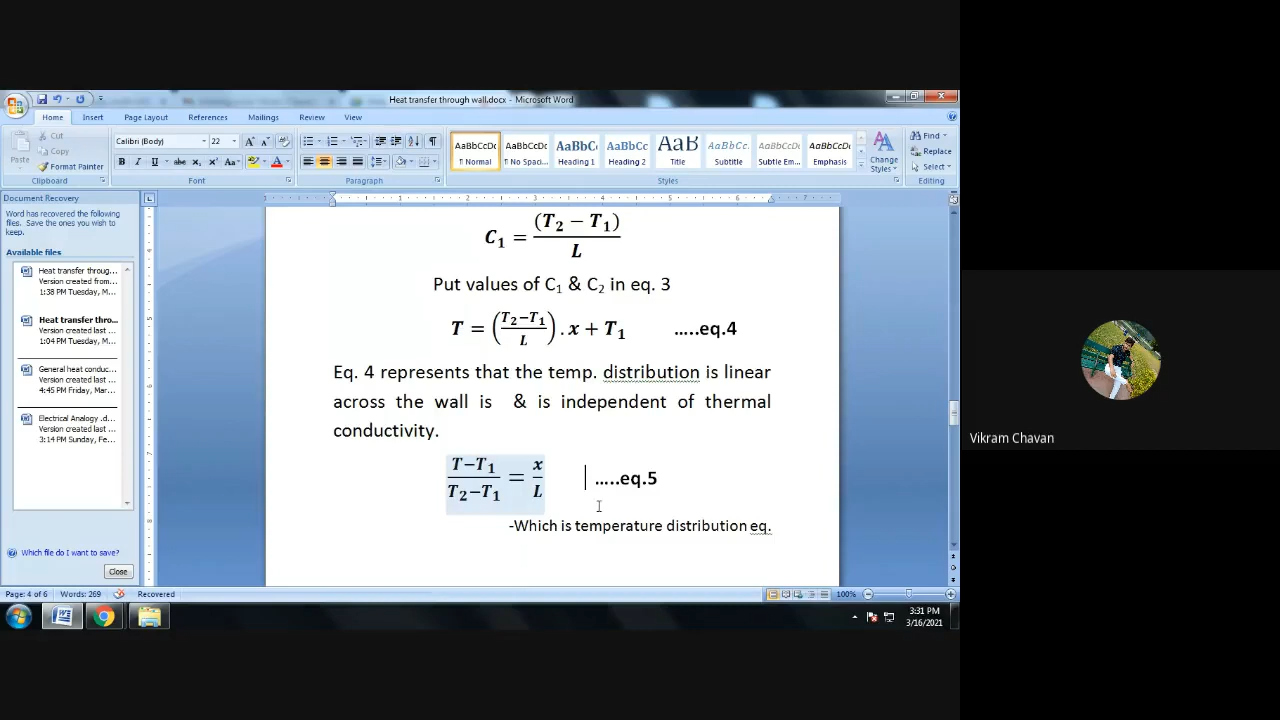 Heat transfer through wall.docx - Microsoft Word
Home Insert Page Layout References Mailings Review View
Paste
Cut
Copy
Format Painter
Clipboard
Calibri (Body) 22
Font
Paragraph
AaBbCcDc AaBbCcDc AaBbC AaBbCc AaB AaBbCc. AaBbCcDc AaBbCcDc
¶ Normal ¶ No Spaci... Heading 1 Heading 2 Title Subtitle Subtle Em... Emphasis
Styles
Change Styles
Find
Replace
Select
Editing
Document Recovery
Word has recovered the following
files. Save the ones you wish to
keep.
Available files
Heat transfer throug...
Version created from...
1:38 PM Tuesday, M...
Heat transfer thro...
Version created last ...
1:04 PM Tuesday, M...
General heat conduc...
Version created last ...
4:45 PM Friday, Mar...
Electrical Analogy .d...
Version created last ...
3:14 PM Sunday, Fe...
Which file do I want to save?
Close
C₁ = (T₂ − T₁) / L
Put values of C₁ & C₂ in eq. 3
T = (T₂−T₁ / L) . x + T₁ …..eq.4
Eq. 4 represents that the temp. distribution is linear
across the wall is & is independent of thermal
conductivity.
T−T₁ / T₂−T₁ = x / L …..eq.5
-Which is temperature distribution eq.
Page: 4 of 6 Words: 269 Recovered 100%
3:31 PM
3/16/2021
Vikram Chavan